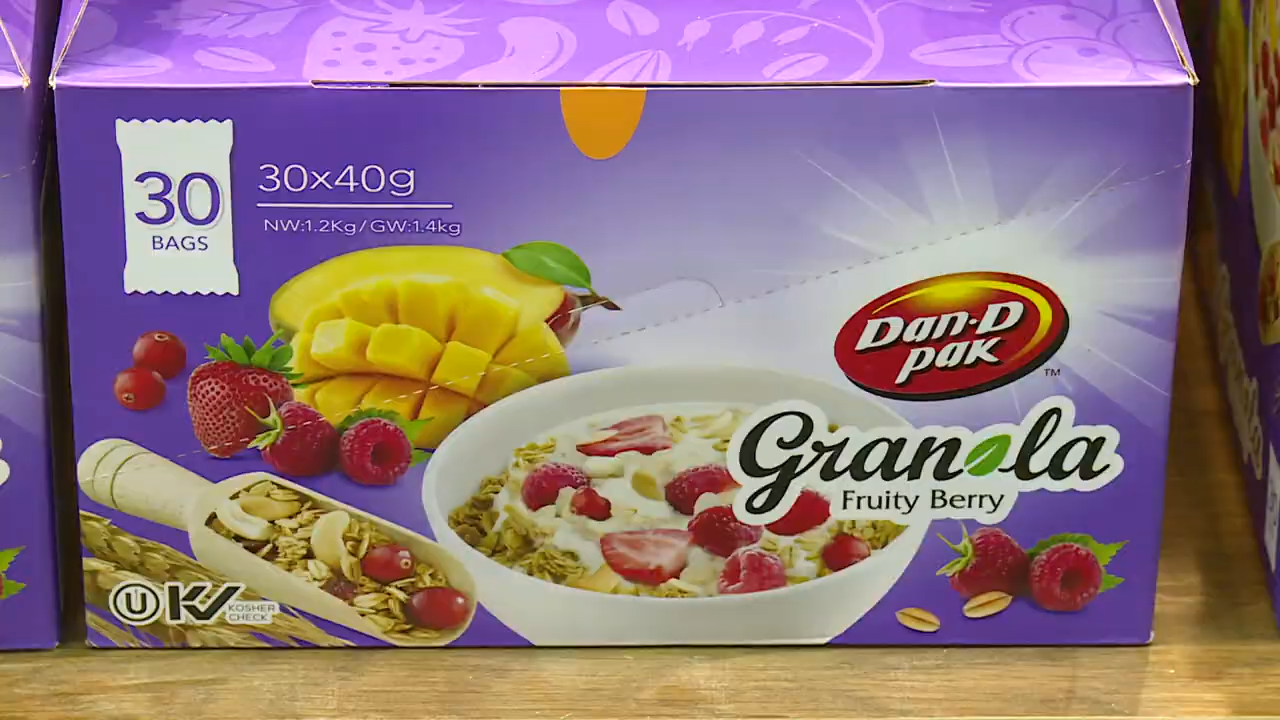 30
BAGS
30x40g
NW:1.2Kg/GW:1.4kg
Dan·D
pak
TM
Granola
Fruity Berry
U
KV
KOSHER
CHECK